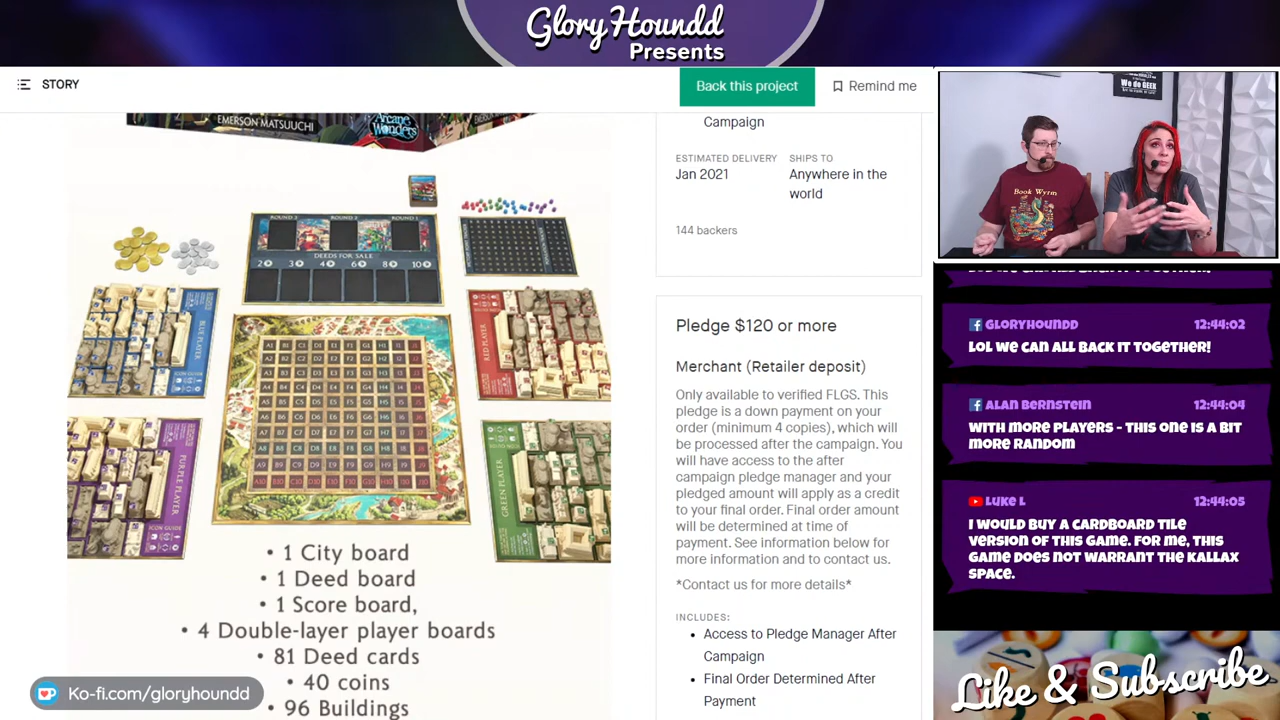 GloryHoundd
Presents
STORY
Back this project
Remind me
We do GEEK
Book Wyrm
EMERSON MATSUUCHI
Arcane
Wonders
ROUND 2
DEEDS FOR SALE
2 3 4 6 8 10
BLUE PLAYER
RED PLAYER
PURPLE PLAYER
GREEN PLAYER
ICON GUIDE
• 1 City board
• 1 Deed board
• 1 Score board,
• 4 Double-layer player boards
• 81 Deed cards
• 40 coins
• 96 Buildings
Ko-fi.com/gloryhoundd
Campaign
ESTIMATED DELIVERY
Jan 2021
SHIPS TO
Anywhere in the
world
144 backers
Pledge $120 or more
Merchant (Retailer deposit)
Only available to verified FLGS. This
pledge is a down payment on your
order (minimum 4 copies), which will
be processed after the campaign. You
will have access to the after
campaign pledge manager and your
pledged amount will apply as a credit
to your final order. Final order amount
will be determined at time of
payment. See information below for
more information and to contact us.
*Contact us for more details*
INCLUDES:
• Access to Pledge Manager After
Campaign
• Final Order Determined After
Payment
GLORYHOUNDD 12:44:02
LOL WE CAN ALL BACK IT TOGETHER!
ALAN BERNSTEIN 12:44:04
WITH MORE PLAYERS - THIS ONE IS A BIT
MORE RANDOM
LUKE L 12:44:05
I WOULD BUY A CARDBOARD TILE
VERSION OF THIS GAME. FOR ME, THIS
GAME DOES NOT WARRANT THE KALLAX
SPACE.
Like & Subscribe